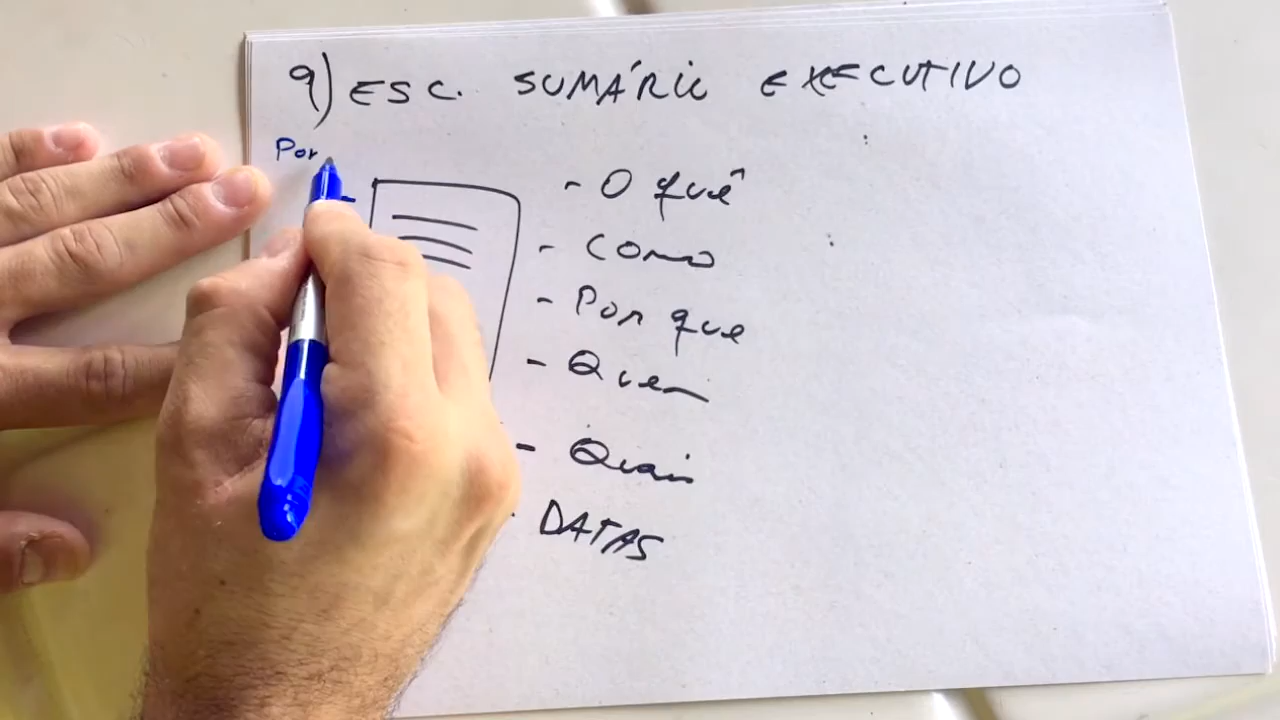 9) ESC. SUMÁRIO EXECUTIVO
Por
- O quê
- Como
- Por que
- Quem
- Quais
- DATAS